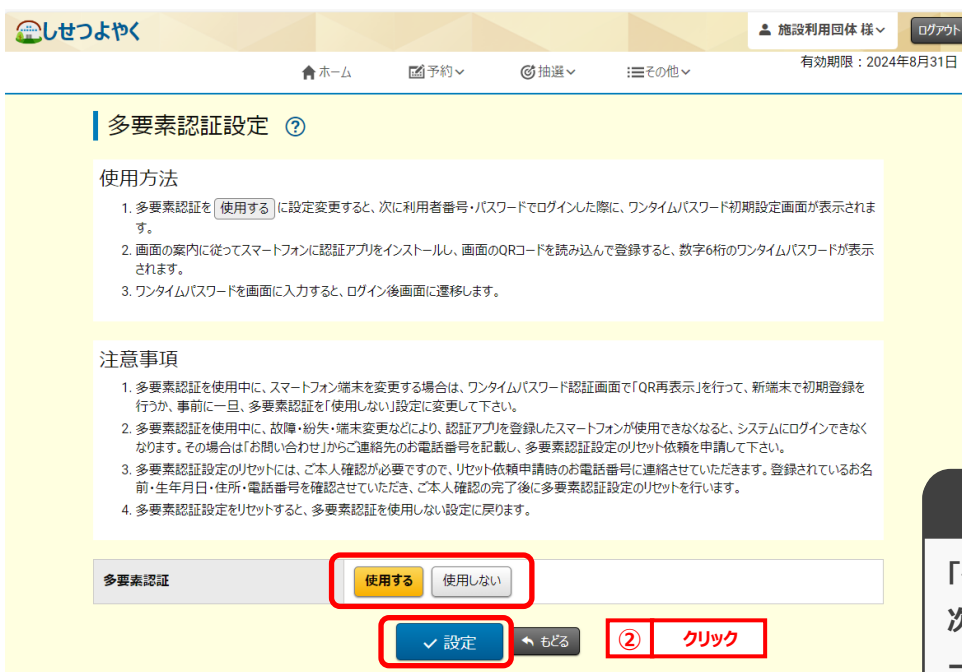 しせつよやく
施設利用団体 様
ログアウト
ホーム
予約
抽選
その他
有効期限：2024年8月31日
多要素認証設定 ?
使用方法
1. 多要素認証を 使用する に設定変更すると、次に利用者番号・パスワードでログインした際に、ワンタイムパスワード初期設定画面が表示されま
す。
2. 画面の案内に従ってスマートフォンに認証アプリをインストールし、画面のQRコードを読み込んで登録すると、数字6桁のワンタイムパスワードが表示
されます。
3. ワンタイムパスワードを画面に入力すると、ログイン後画面に遷移します。
注意事項
1. 多要素認証を使用中に、スマートフォン端末を変更する場合は、ワンタイムパスワード認証画面で「QR再表示」を行って、新端末で初期登録を
行うか、事前に一旦、多要素認証を「使用しない」設定に変更して下さい。
2. 多要素認証を使用中に、故障・紛失・端末変更などにより、認証アプリを登録したスマートフォンが使用できなくなると、システムにログインできなく
なります。その場合は「お問い合わせ」からご連絡先のお電話番号を記載し、多要素認証設定のリセット依頼を申請して下さい。
3. 多要素認証設定のリセットには、ご本人確認が必要ですので、リセット依頼申請時のお電話番号に連絡させていただきます。登録されているお名
前・生年月日・住所・電話番号を確認させていただき、ご本人確認の完了後に多要素認証設定のリセットを行います。
4. 多要素認証設定をリセットすると、多要素認証を使用しない設定に戻ります。
多要素認証
使用する
使用しない
設定
もどる
② クリック
次